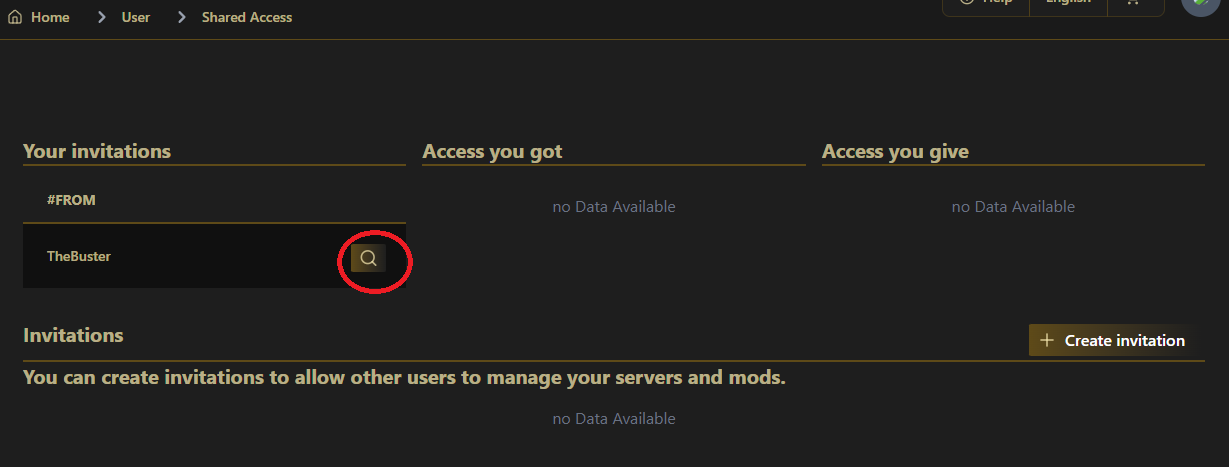 Help English
Home User Shared Access
Your invitations Access you got Access you give
#FROM
no Data Available no Data Available
TheBuster
Invitations
Create invitation
You can create invitations to allow other users to manage your servers and mods.
no Data Available